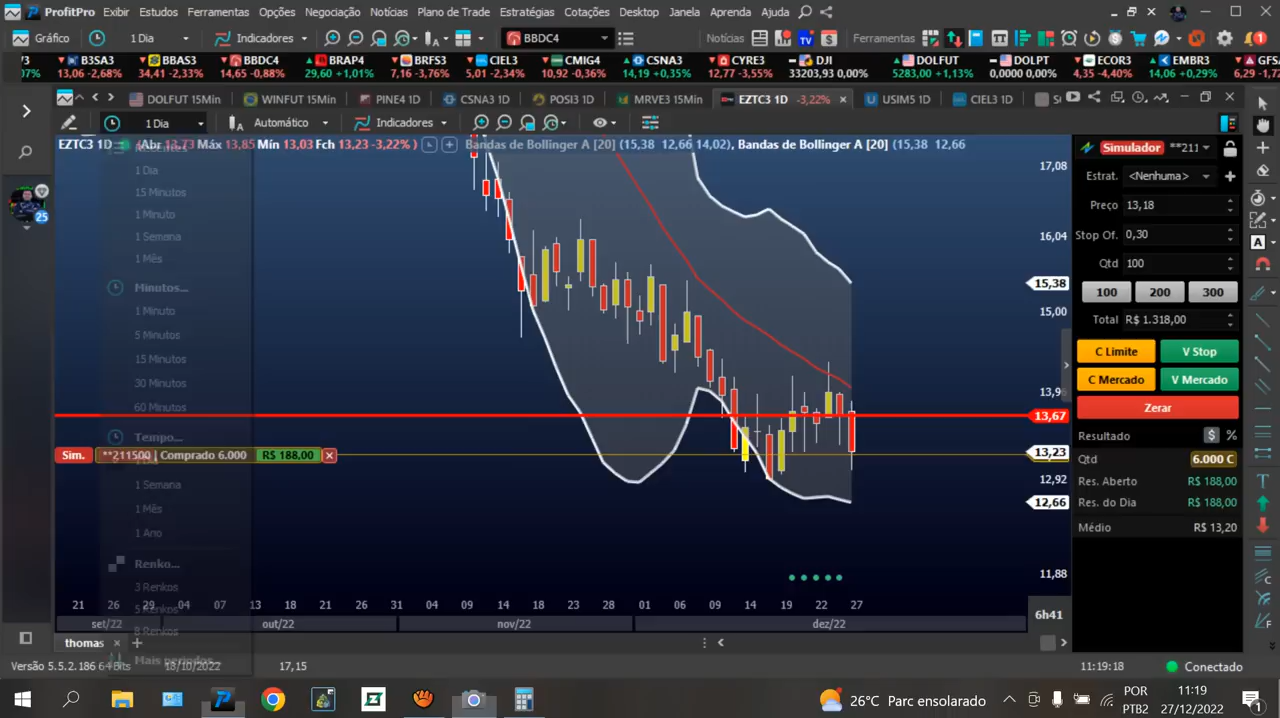 ProfitPro Exibir Estudos Ferramentas Opções Negociação Notícias Plano de Trade Estratégias Cotações Desktop Janela Aprenda Ajuda
Gráfico 1 Dia Indicadores BBDC4 Notícias TV Ferramentas
B3SA3 BBAS3 BBDC4 BRAP4 BRFS3 CIEL3 CMIG4 CSNA3 CYRE3 DJI DOLFUT DOLPT ECOR3 EMBR3 GFS
07% 13,06 -2,68% 34,41 -2,33% 14,65 -0,88% 29,60 +1,01% 7,16 -3,76% 5,01 -2,34% 10,92 -0,36% 14,19 +0,35% 12,77 -3,55% 33203,93 0,00% 5283,00 +1,13% 0,0000 0,00% 4,35 -4,40% 14,06 +0,29% 6,29 -1,7
DOLFUT 15Min WINFUT 15Min PINE4 1D CSNA3 1D POSI3 1D MRVE3 15Min EZTC3 1D -3,22% USIM5 1D CIEL3 1D
1 Dia Automático Indicadores
EZTC3 1D (Abr 13,73 Máx 13,85 Mín 13,03 Fch 13,23 -3,22% ) Bandas de Bollinger A [20] (15,38 12,66 14,02), Bandas de Bollinger A [20] (15,38 12,66
1 Dia
15 Minutos
1 Minuto
1 Semana
1 Mês
Minutos...
1 Minuto
5 Minutos
15 Minutos
30 Minutos
60 Minutos
Tempo...
1 Semana
1 Mês
1 Ano
Renko...
3 Renkos
8 Renkos
Mais períodos...
25
Sim. **211500 | Comprado 6.000 R$ 188,00
17,08
16,04
15,38
15,00
13,96
13,67
13,23
12,92
12,66
11,88
21 26 29 04 07 13 18 21 26 31 04 09 14 18 23 28 01 06 09 14 19 22 27
set/22 out/22 nov/22 dez/22
6h41
Simulador **211
Estrat. <Nenhuma>
Preço 13,18
Stop Of. 0,30
Qtd 100
100 200 300
Total R$ 1.318,00
C Limite V Stop
C Mercado V Mercado
Zerar
Resultado $ %
Qtd 6.000 C
Res. Aberto R$ 188,00
Res. do Dia R$ 188,00
Médio R$ 13,20
thomas
Versão 5.5.2.186 64 Bits 18/10/2022 17,15 11:19:18 Conectado
26°C Parc ensolarado POR PTB2 11:19 27/12/2022